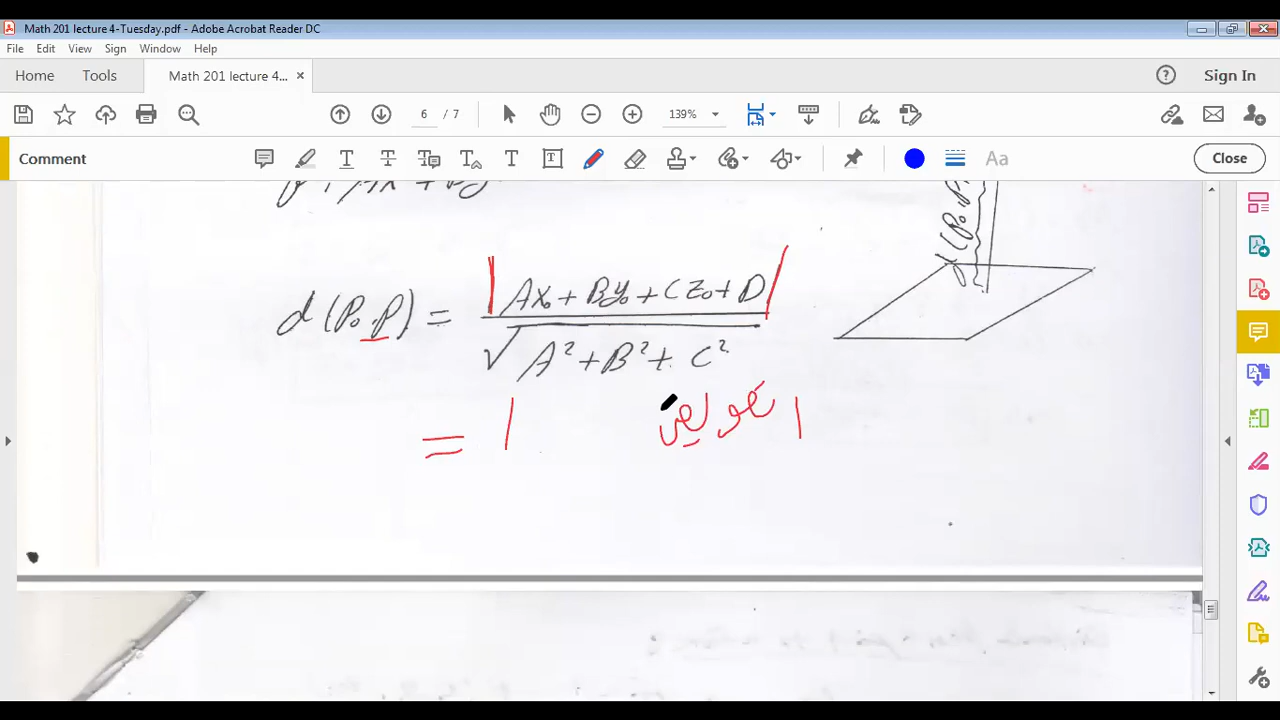 Math 201 lecture 4-Tuesday.pdf - Adobe Acrobat Reader DC
File Edit View Sign Window Help
Home Tools Math 201 lecture 4... × Sign In
6 / 7 139%
Comment Close
d(P₀,P) = |Ax₀ + By₀ + Cz₀ + D| / √(A² + B² + C²)
d(P₀,P
= | |